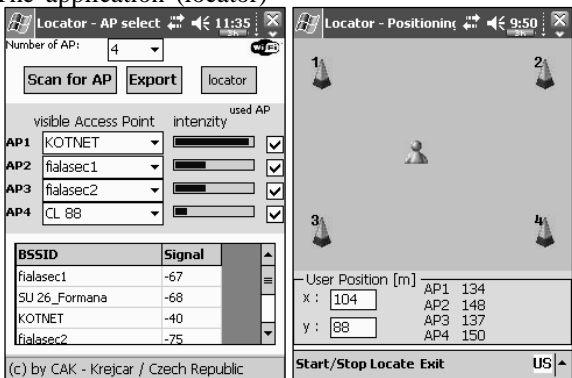 The application (locator)
Locator - AP select 11:35
3h
Number of AP: 4
WiFi
Scan for AP Export locator
used AP
visible Access Point intenzity
AP1 KOTNET
AP2 fialasec1
AP3 fialasec2
AP4 CL 88
BSSID Signal
fialasec1 -67
SU 26_Formana -68
KOTNET -40
fialasec2 -75
(c) by CAK - Krejcar / Czech Republic
Locator - Positioning 9:50
3h
1 2
3 4
User Position [m]
x : 104
y : 88
AP1 134
AP2 148
AP3 137
AP4 150
Start/Stop Locate Exit US